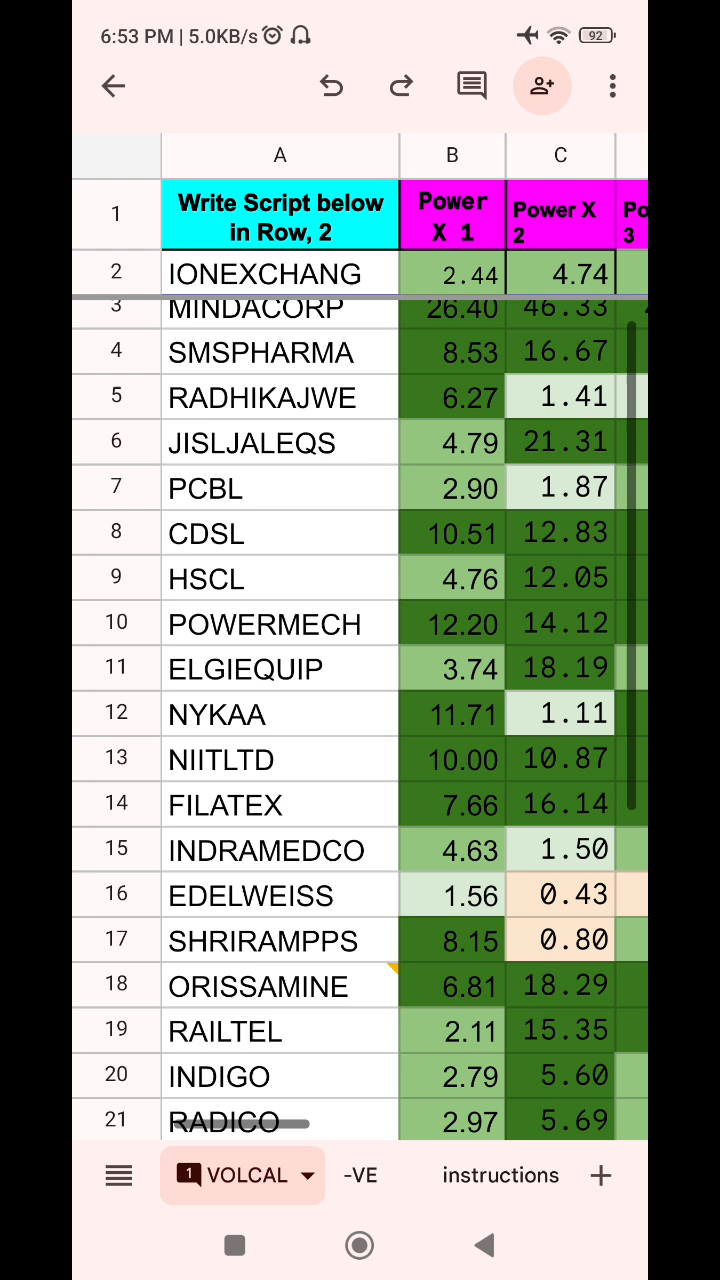 6:53 PM | 5.0KB/s 92
A B C
1 Write Script below in Row, 2 Power X 1 Power X 2 Po 3
2 IONEXCHANG 2.44 4.74
3 MINDACORP 26.40 46.33
4 SMSPHARMA 8.53 16.67
5 RADHIKAJWE 6.27 1.41
6 JISLJALEQS 4.79 21.31
7 PCBL 2.90 1.87
8 CDSL 10.51 12.83
9 HSCL 4.76 12.05
10 POWERMECH 12.20 14.12
11 ELGIEQUIP 3.74 18.19
12 NYKAA 11.71 1.11
13 NIITLTD 10.00 10.87
14 FILATEX 7.66 16.14
15 INDRAMEDCO 4.63 1.50
16 EDELWEISS 1.56 0.43
17 SHRIRAMPPS 8.15 0.80
18 ORISSAMINE 6.81 18.29
19 RAILTEL 2.11 15.35
20 INDIGO 2.79 5.60
21 RADICO 2.97 5.69
1 VOLCAL -VE instructions